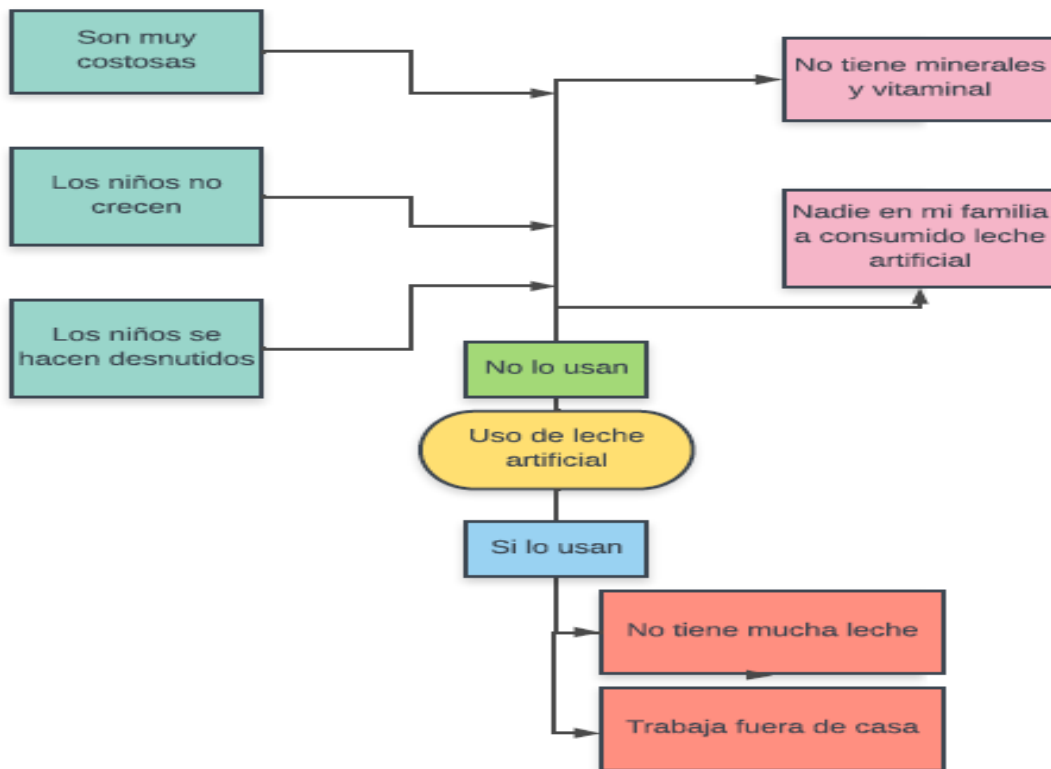 Son muy
costosas
No tiene minerales
y vitaminal
Los niños no
crecen
Nadie en mi familia
a consumido leche
artificial
Los niños se
hacen desnutidos
No lo usan
Uso de leche
artificial
Si lo usan
No tiene mucha leche
Trabaja fuera de casa